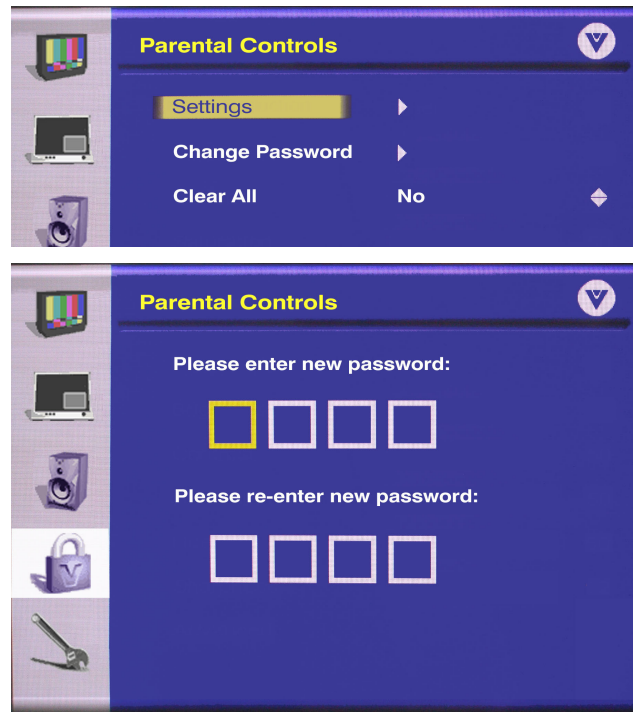 Parental Controls
Settings
Change Password
Clear All No
Parental Controls
Please enter new password:
Please re-enter new password: